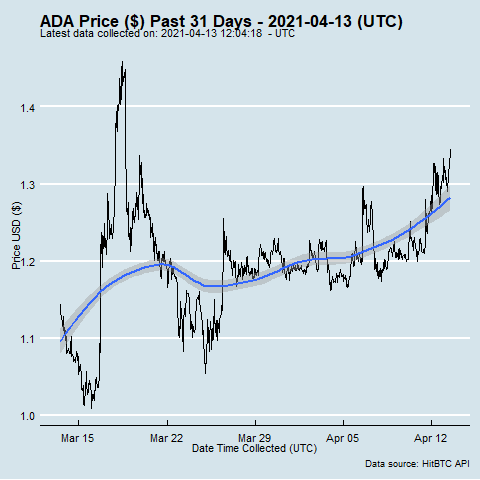 ADA Price ($) Past 31 Days - 2021-04-13 (UTC)
Latest data collected on: 2021-04-13 12:04:18 - UTC
1.4
1.3
1.2
1.1
1.0
Price USD ($)
Mar 15 Mar 22 Mar 29 Apr 05 Apr 12
Date Time Collected (UTC)
Data source: HitBTC API